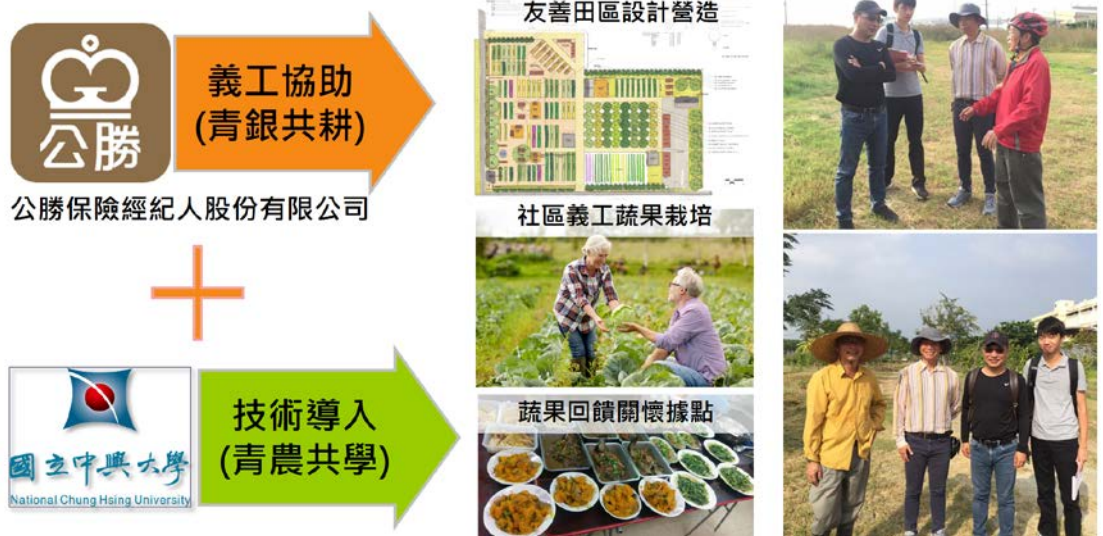 公勝
義工協助
(青銀共耕)
公勝保險經紀人股份有限公司
國立中興大學
National Chung Hsing University
技術導入
(青農共學)
友善田區設計營造
社區義工蔬果栽培
蔬果回饋關懷據點